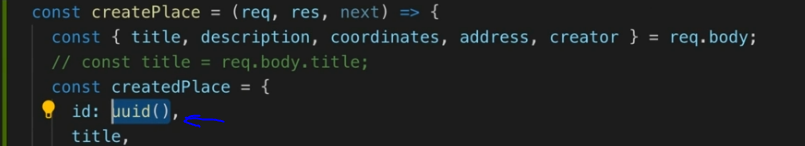 const createPlace = (req, res, next) => {
const { title, description, coordinates, address, creator } = req.body;
// const title = req.body.title;
const createdPlace = {
id: uuid(),
title,